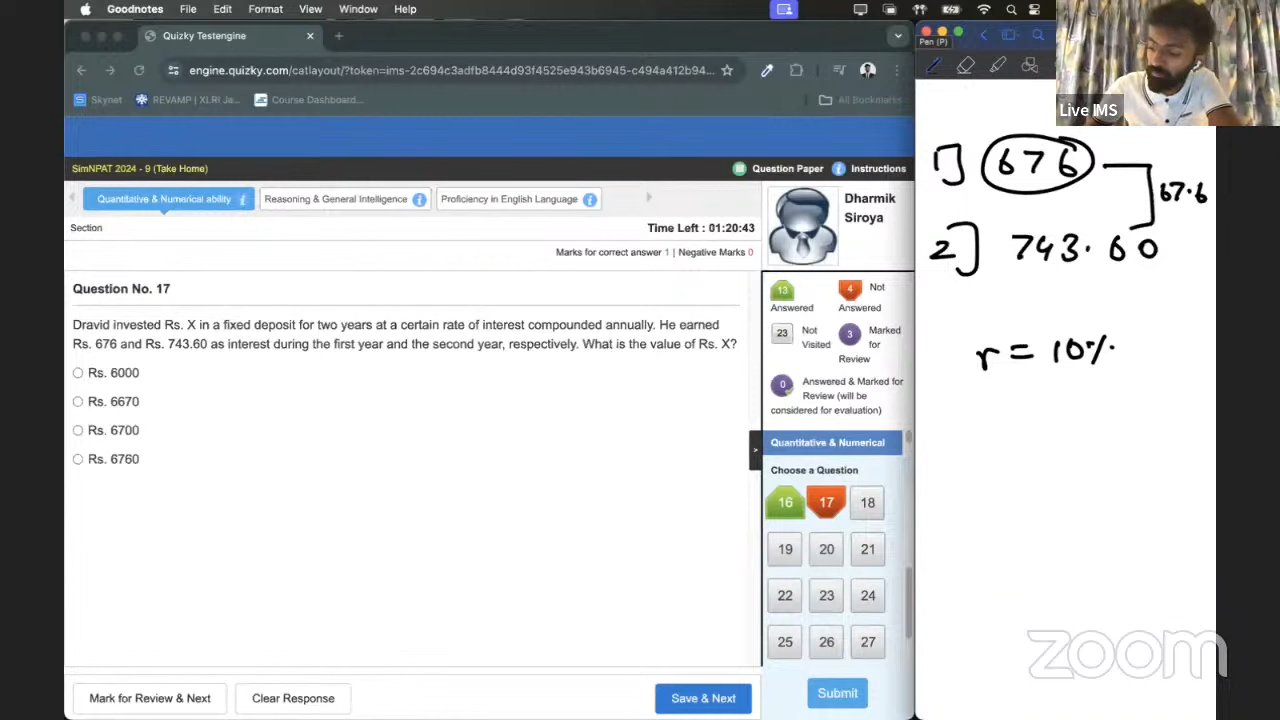 Goodnotes File Edit View Window Help
Quizky Testengine
engine.quizky.com/catlayout/?token=ims-2c694c3adfb8444d93f4525e943b6945-c494a412b94...
Skynet REVAMP | XLRI Ja... Course Dashboard... All Bookmarks
Pen (P)
Live IMS
SimNPAT 2024 - 9 (Take Home) Question Paper Instructions
Quantitative & Numerical ability Reasoning & General Intelligence Proficiency in English Language
Section Time Left : 01:20:43
Marks for correct answer 1 | Negative Marks 0
Dharmik
Siroya
Question No. 17
Dravid invested Rs. X in a fixed deposit for two years at a certain rate of interest compounded annually. He earned
Rs. 676 and Rs. 743.60 as interest during the first year and the second year, respectively. What is the value of Rs. X?
Rs. 6000
Rs. 6670
Rs. 6700
Rs. 6760
13 Answered
4 Not Answered
23 Not Visited
3 Marked for Review
0 Answered & Marked for
Review (will be
considered for evaluation)
Quantitative & Numerical
Choose a Question
16 17 18
19 20 21
22 23 24
25 26 27
Mark for Review & Next Clear Response Save & Next Submit
1] 676
67.6
2] 743.60
r = 10%
zoom